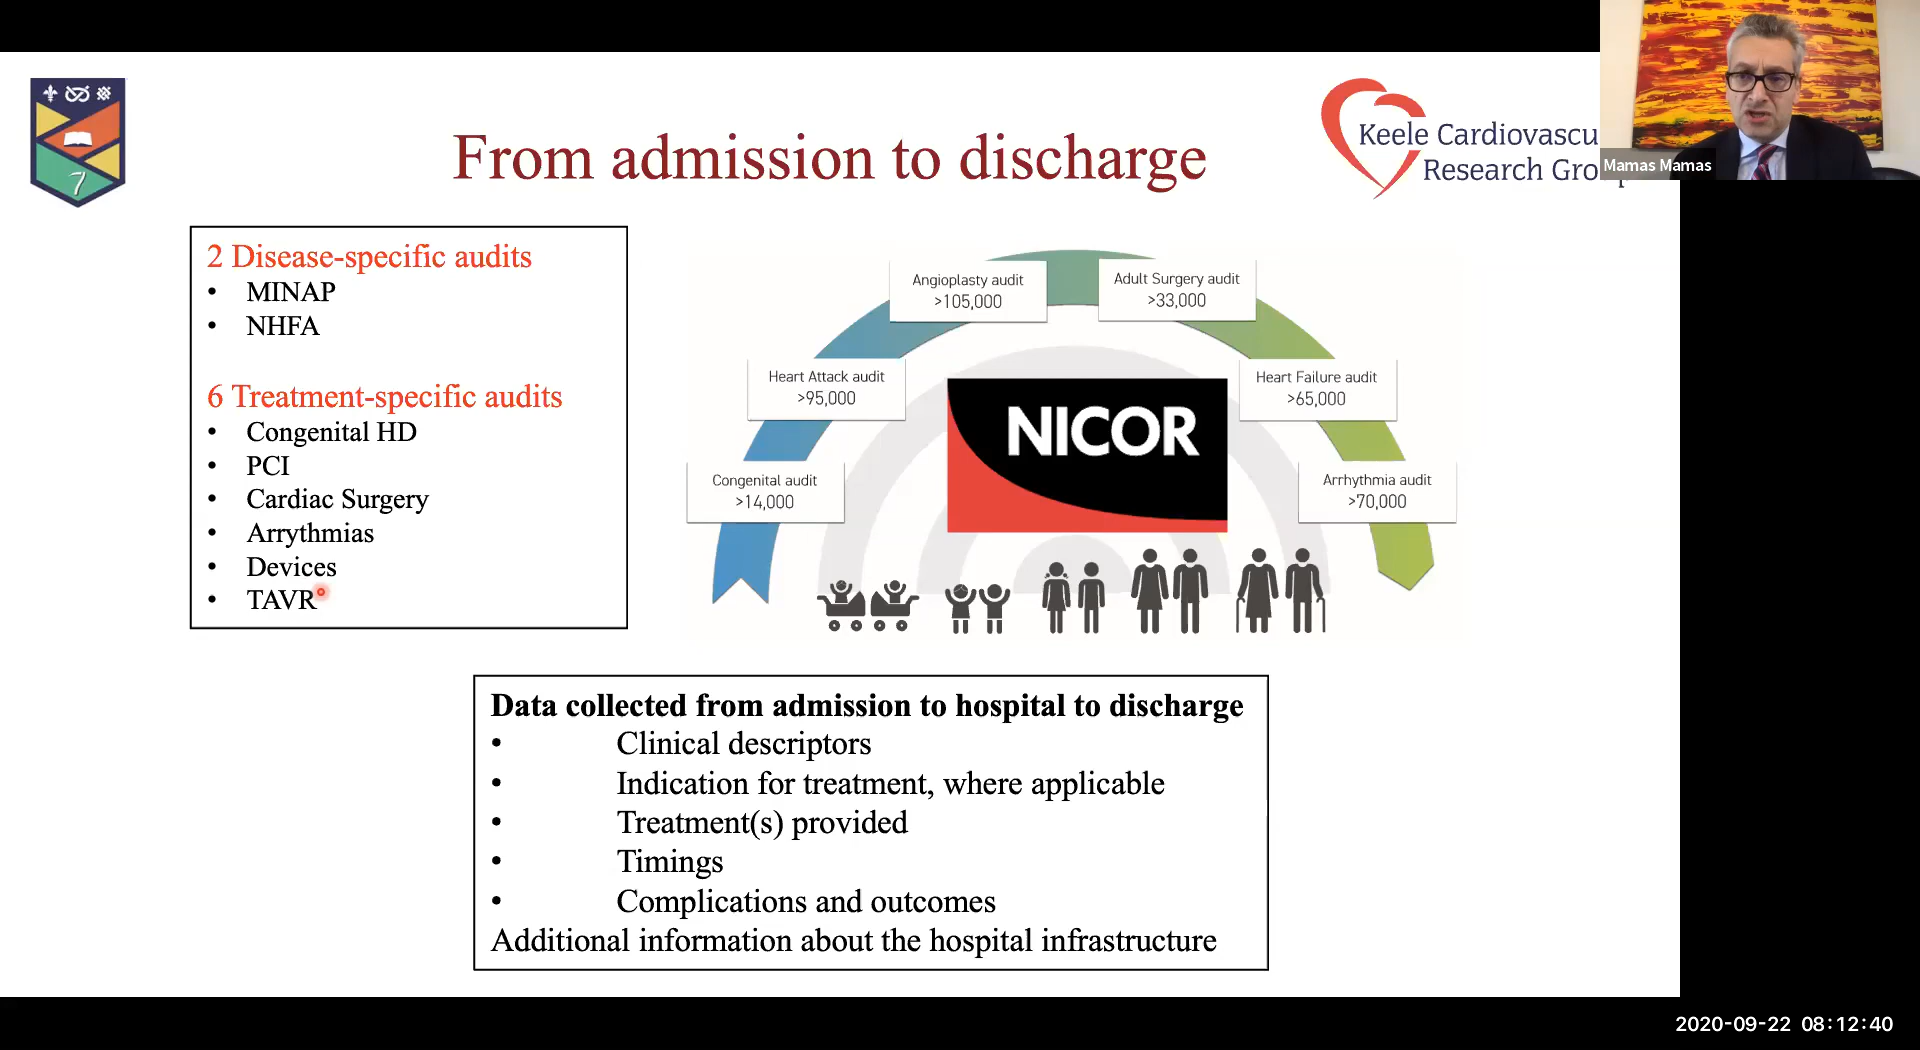 From admission to discharge
Keele Cardiovascu
Research Gro
Mamas Mamas
2 Disease-specific audits
• MINAP
• NHFA
6 Treatment-specific audits
• Congenital HD
• PCI
• Cardiac Surgery
• Arrythmias
• Devices
• TAVR
Angioplasty audit
>105,000
Adult Surgery audit
>33,000
Heart Attack audit
>95,000
Heart Failure audit
>65,000
Congenital audit
>14,000
Arrhythmia audit
>70,000
NICOR
Data collected from admission to hospital to discharge
• Clinical descriptors
• Indication for treatment, where applicable
• Treatment(s) provided
• Timings
• Complications and outcomes
Additional information about the hospital infrastructure
2020-09-22 08:12:40